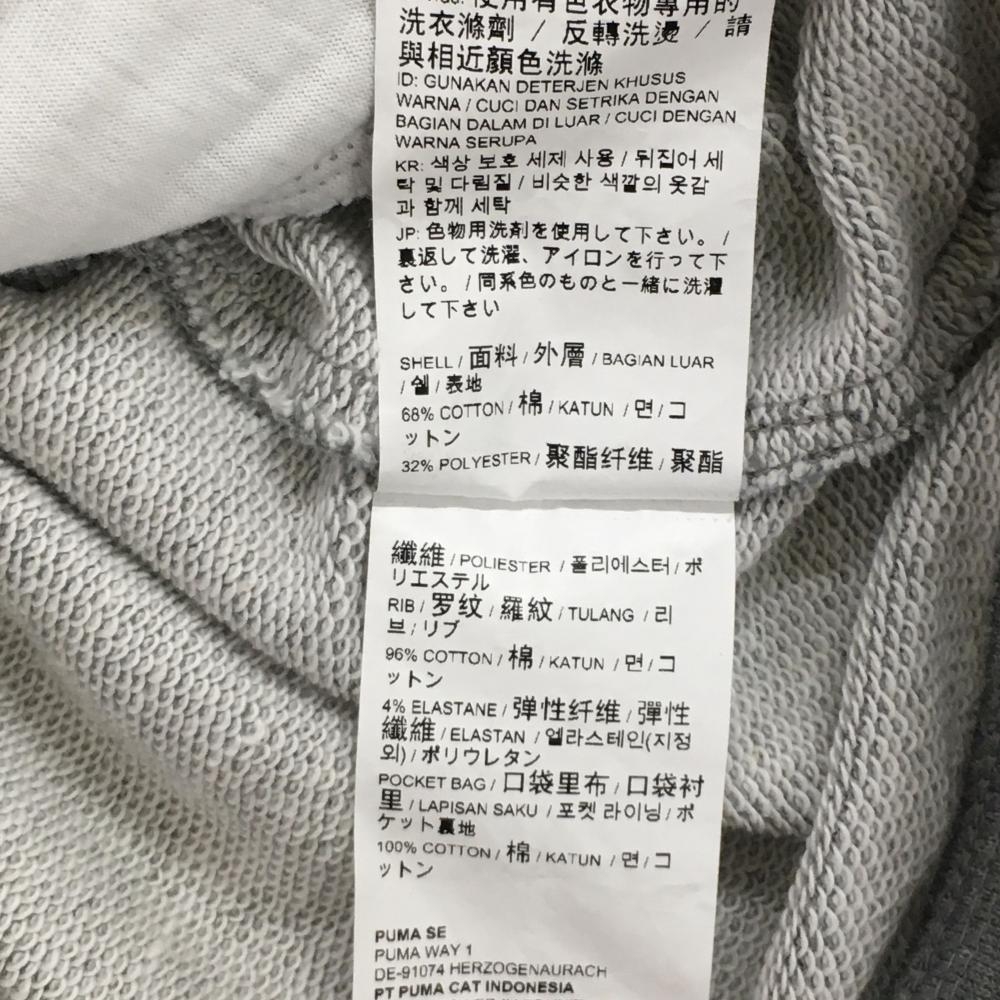 使用有色衣物專用的
洗衣滌劑 / 反轉洗燙 / 請
與相近顏色洗滌
ID: GUNAKAN DETERJEN KHUSUS
WARNA / CUCI DAN SETRIKA DENGAN
BAGIAN DALAM DI LUAR / CUCI DENGAN
WARNA SERUPA
KR: 색상 보호 세제 사용 / 뒤집어 세
탁 및 다림질 / 비슷한 색깔의 옷감
과 함께 세탁
JP: 色物用洗剤を使用して下さい。 /
裏返して洗濯、アイロンを行って下
さい。 / 同系色のものと一緒に洗濯
して下さい
SHELL / 面料 / 外層 / BAGIAN LUAR
/ 쉘 / 表地
68% COTTON / 棉 / KATUN / 면 / コ
ットン
32% POLYESTER / 聚酯纤维 / 聚酯
纖維 / POLIESTER / 폴리에스터 / ポ
リエステル
RIB / 罗纹 / 羅紋 / TULANG / 리
브 / リブ
96% COTTON / 棉 / KATUN / 면 / コ
ットン
4% ELASTANE / 弹性纤维 / 彈性
纖維 / ELASTAN / 엘라스테인(지정
외) / ポリウレタン
POCKET BAG / 口袋里布 / 口袋衬
里 / LAPISAN SAKU / 포켓 라이닝 / ポ
ケット裏地
100% COTTON / 棉 / KATUN / 면 / コ
ットン
PUMA SE
PUMA WAY 1
DE-91074 HERZOGENAURACH
PT PUMA CAT INDONESIA